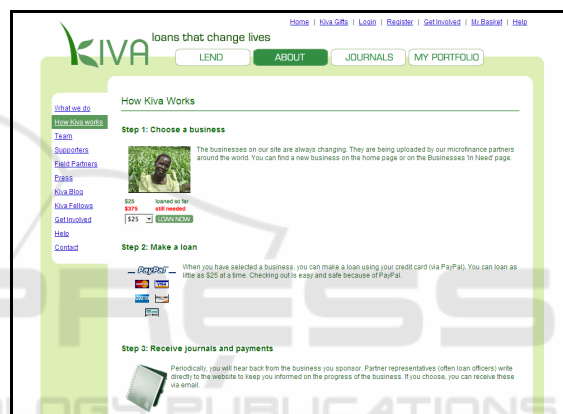 Home | Kiva Gifts | Login | Register | Get Involved | My Basket | Help
KIVA loans that change lives
LEND ABOUT JOURNALS MY PORTFOLIO
How Kiva Works
What we do
How Kiva works
Team
Supporters
Field Partners
Press
Kiva Blog
Kiva Fellows
Get Involved
Help
Contact
Step 1: Choose a business
The businesses on our site are always changing. They are being uploaded by our microfinance partners
around the world. You can find a new business on the home page or on the Businesses 'In Need' page.
$25 loaned so far
$375 still needed
$25 LOAN NOW
Step 2: Make a loan
PayPal
VISA
When you have selected a business, you can make a loan using your credit card (via PayPal). You can loan as
little as $25 at a time. Checking out is easy and safe because of PayPal.
Step 3: Receive journals and payments
Periodically, you will hear back from the business you sponsor. Partner representatives (often loan officers) write
directly to the website to keep you informed on the progress of the business. If you choose, you can receive these
via email.
PRESS
LOGY PUBLICATIONS